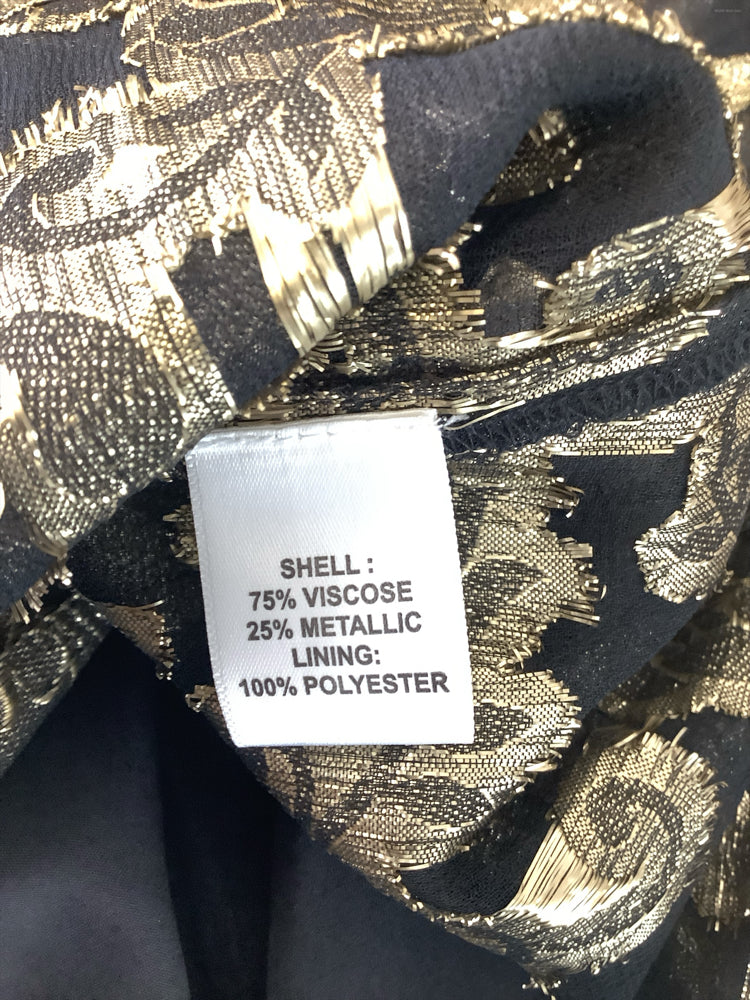 SHELL :
75% VISCOSE
25% METALLIC
LINING:
100% POLYESTER